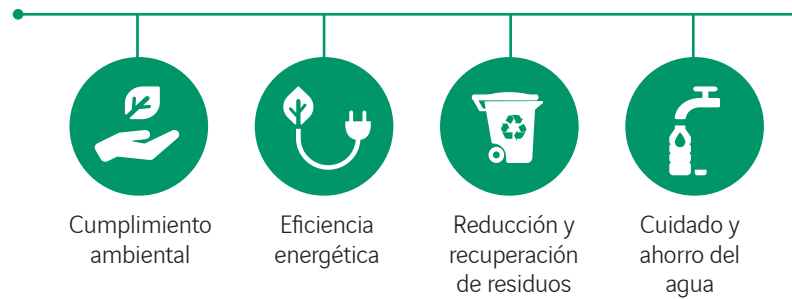 Cumplimiento
ambiental
Eficiencia
energética
Reducción y
recuperación
de residuos
Cuidado y
ahorro del
agua